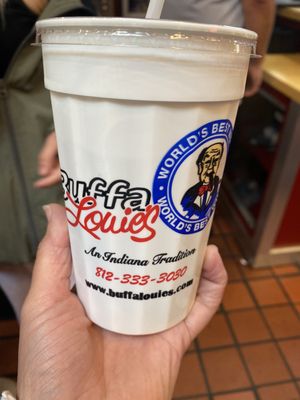 Buffa
Louies
An Indiana Tradition
812-333-3030
www.buffalouies.com
WORLD'S BEST
WORLD'S BEST